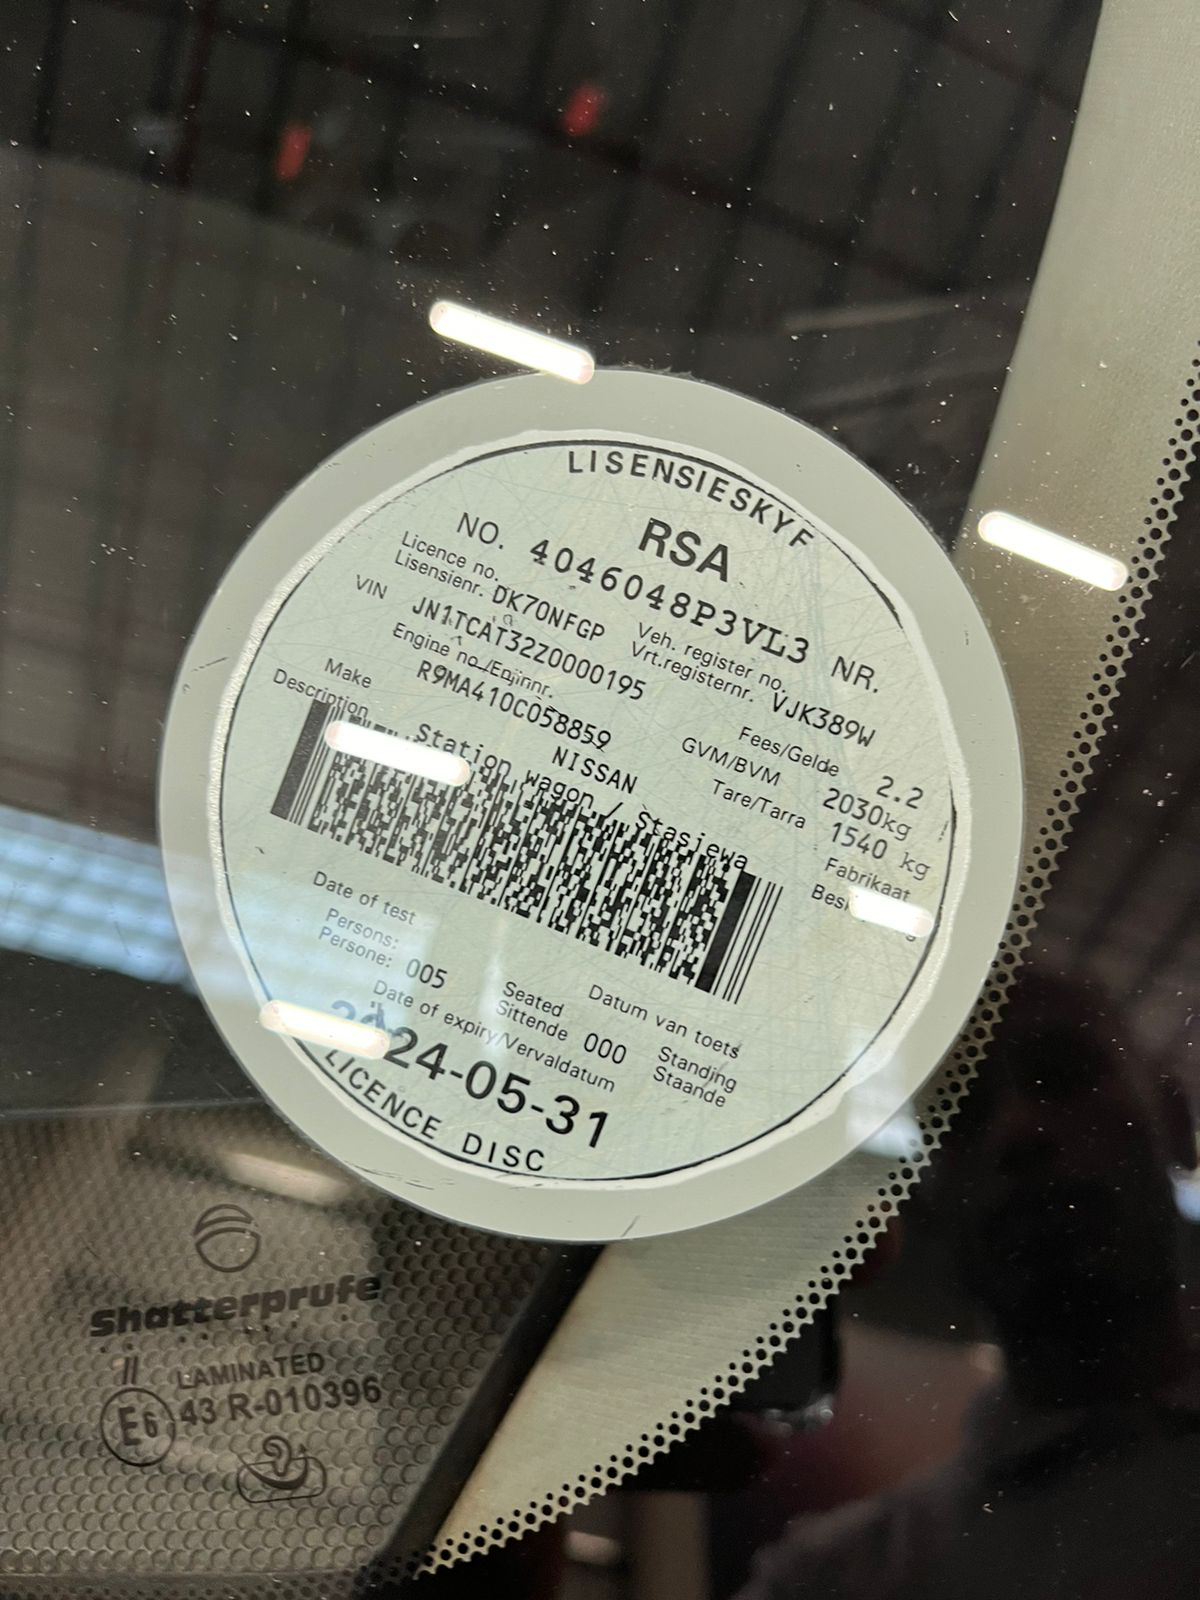 LISENSIESKYF
RSA
NO. 4046048P3VL3 NR.
Licence no. Veh. register no.
Lisensienr. DK70NFGP Vrt.registernr. VJK389W
VIN JN1TCAT32Z0000195 Fees/Gelde 2.2
Engine no./Enjinnr. GVM/BVM 2030kg
R9MA410C058859 Tare/Tarra 1540 kg
Make NISSAN Fabrikaat
Description Station wagon / Stasiewa
Date of test Datum van toets
Persons: Seated Standing
Persone: 005 Sittende 000 Staande
Date of expiry/Vervaldatum
2024-05-31
LICENCE DISC
Shatterprufe
II LAMINATED
E6 43 R-010396